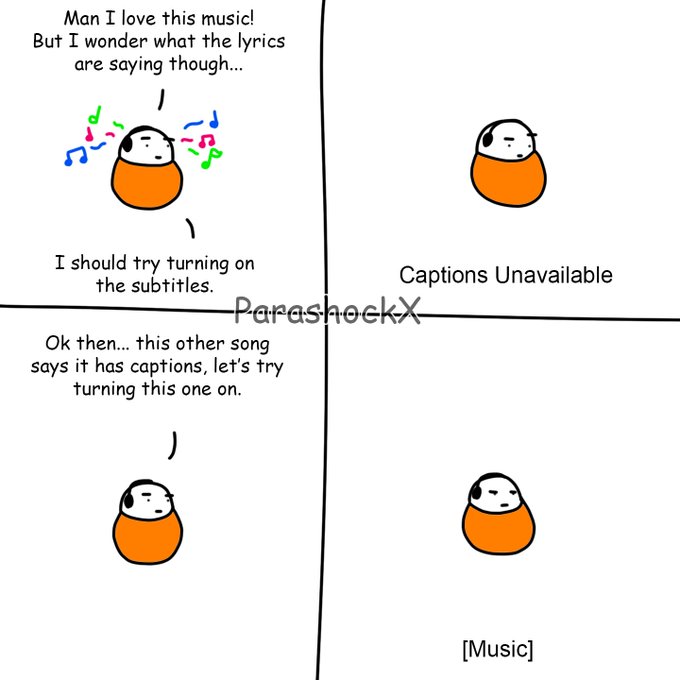 Man I love this music!
But I wonder what the lyrics
are saying though...
I should try turning on
the subtitles.
Captions Unavailable
ParashockX
Ok then... this other song
says it has captions, let's try
turning this one on.
[Music]